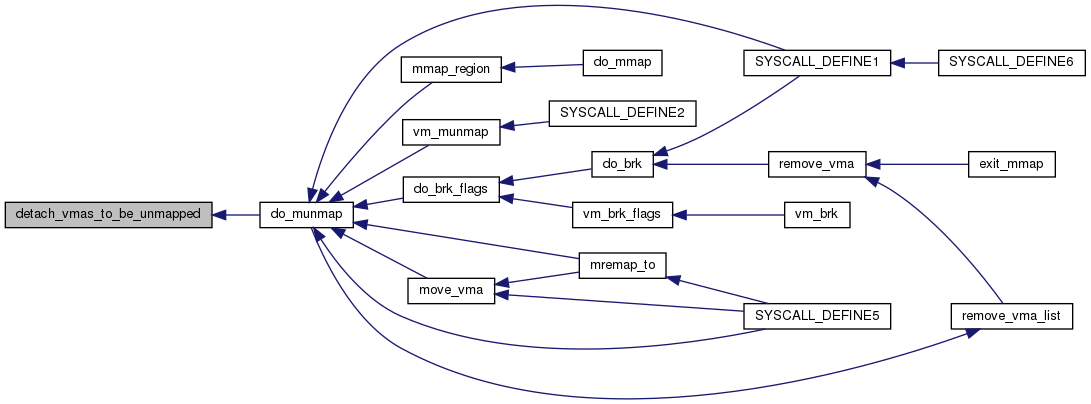 detach_vmas_to_be_unmapped
do_munmap
mmap_region
do_mmap
vm_munmap
SYSCALL_DEFINE2
do_brk_flags
do_brk
vm_brk_flags
vm_brk
move_vma
mremap_to
SYSCALL_DEFINE1
SYSCALL_DEFINE6
remove_vma
exit_mmap
SYSCALL_DEFINE5
remove_vma_list